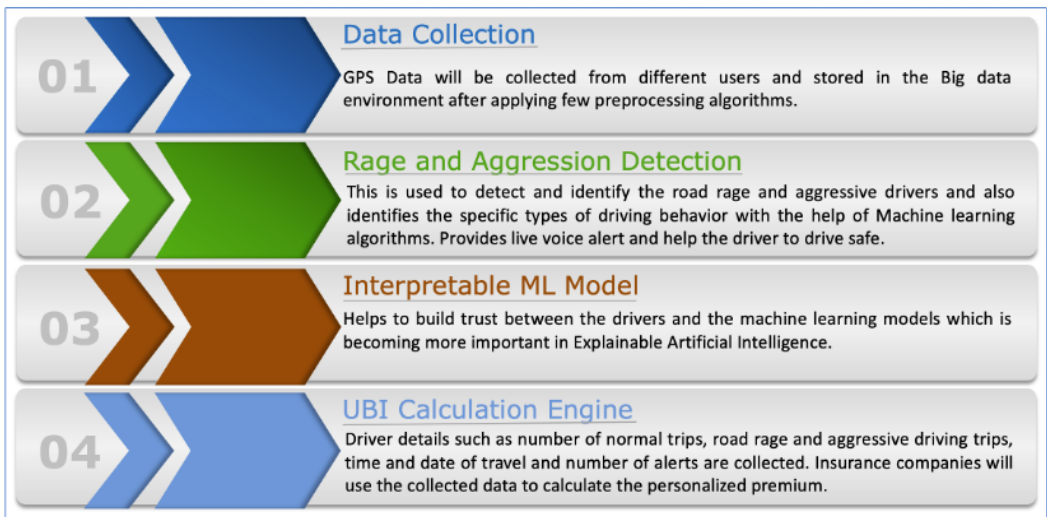 01
Data Collection
GPS Data will be collected from different users and stored in the Big data
environment after applying few preprocessing algorithms.
02
Rage and Aggression Detection
This is used to detect and identify the road rage and aggressive drivers and also
identifies the specific types of driving behavior with the help of Machine learning
algorithms. Provides live voice alert and help the driver to drive safe.
03
Interpretable ML Model
Helps to build trust between the drivers and the machine learning models which is
becoming more important in Explainable Artificial Intelligence.
04
UBI Calculation Engine
Driver details such as number of normal trips, road rage and aggressive driving trips,
time and date of travel and number of alerts are collected. Insurance companies will
use the collected data to calculate the personalized premium.